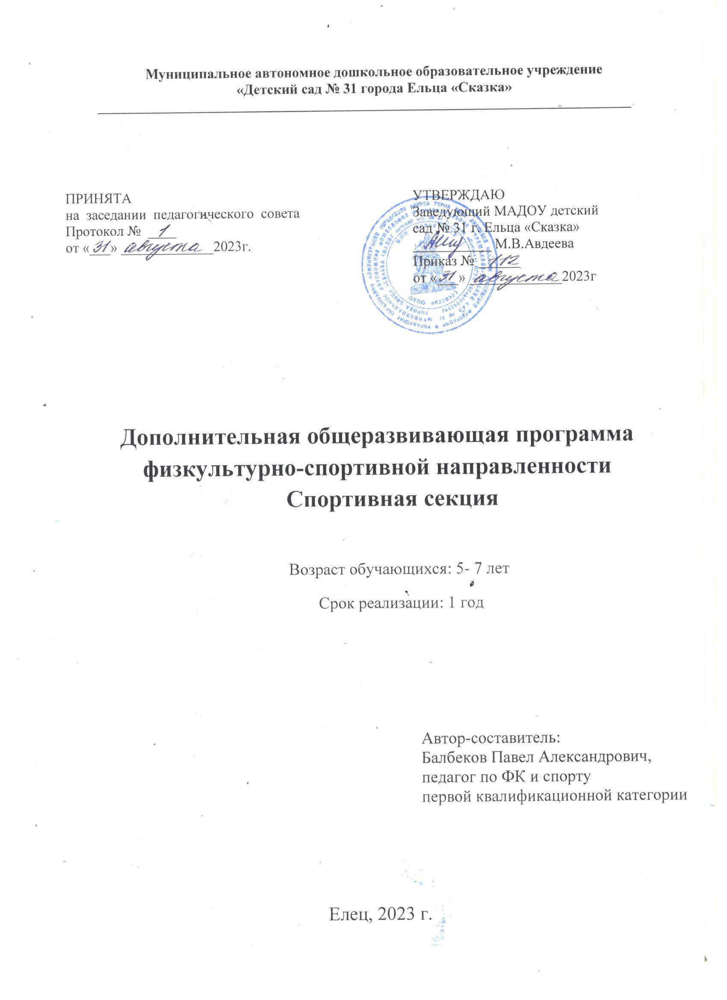 Муниципальное автономное дошкольное образовательное учреждение
«Детский сад № 31 города Ельца «Сказка»
ПРИНЯТА
на заседании педагогического совета
Протокол № 1
от «31» августа 2023г.
УТВЕРЖДАЮ
Заведующий МАДОУ детский
сад № 31 г. Ельца «Сказка»
М.В.Авдеева
Приказ № 112
от «31» августа 2023г
ОКПО
Дополнительная общеразвивающая программа
физкультурно-спортивной направленности
Спортивная секция
Возраст обучающихся: 5- 7 лет
Срок реализации: 1 год
Автор-составитель:
Балбеков Павел Александрович,
педагог по ФК и спорту
первой квалификационной категории
Елец, 2023 г.